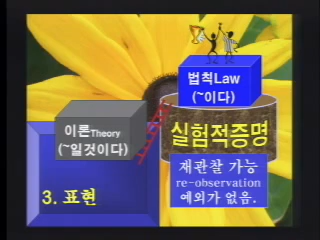 법칙Law
(~이다)
이론Theory
(~일것이다)
실험적증명
재관찰 가능
re-observation
예외가 없음.
3. 표현